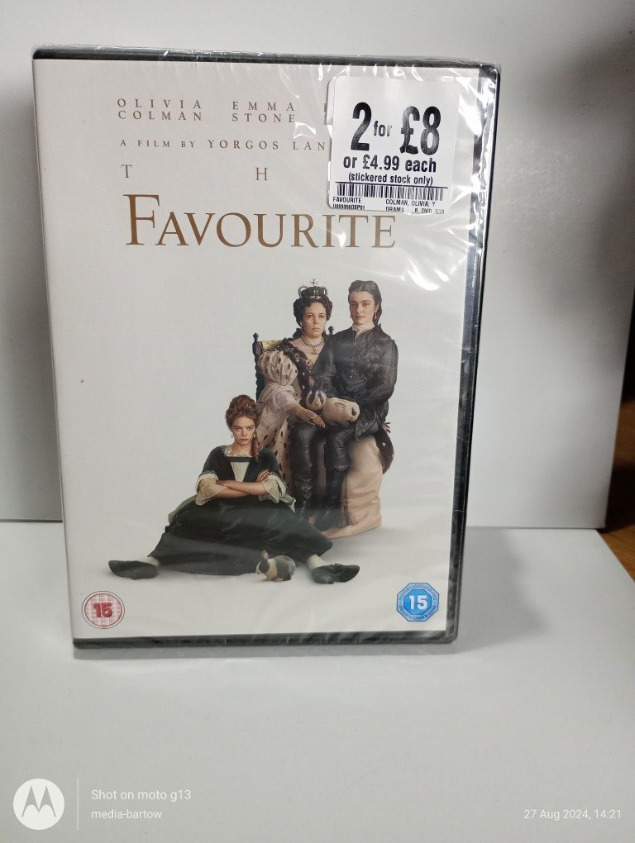 OLIVIA EMMA
COLMAN STONE
A FILM BY YORGOS LAN
T H
FAVOURITE
2 for £8
or £4.99 each
(stickered stock only)
FAVOURITE COLMAN, OLIVIA, Y
DRAMA
15
15
Shot on moto g13
media-bartow
27 Aug 2024, 14:21